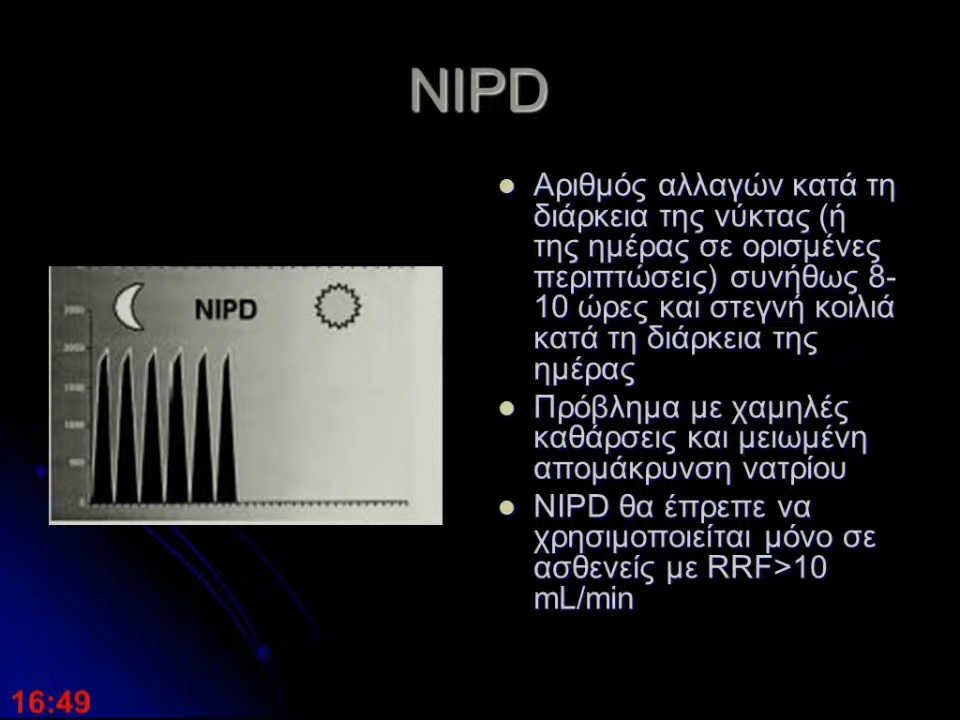 NIPD
Αριθμός αλλαγών κατά τη
διάρκεια της νύκτας (ή
της ημέρας σε ορισμένες
περιπτώσεις) συνήθως 8-
10 ώρες και στεγνή κοιλιά
κατά τη διάρκεια της
ημέρας
Πρόβλημα με χαμηλές
καθάρσεις και μειωμένη
απομάκρυνση νατρίου
NIPD θα έπρεπε να
χρησιμοποιείται μόνο σε
ασθενείς με RRF>10
mL/min
NIPD
16:49